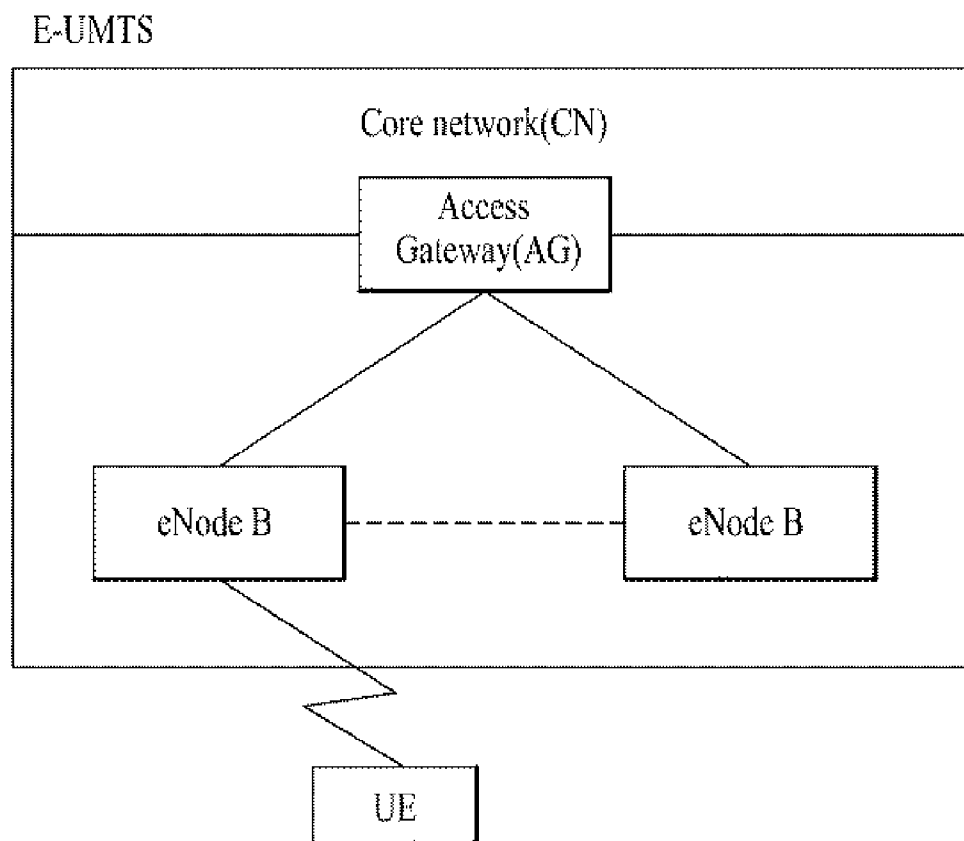 E-UMTS
Core network(CN)
Access
Gateway(AG)
eNode B
eNode B
UE